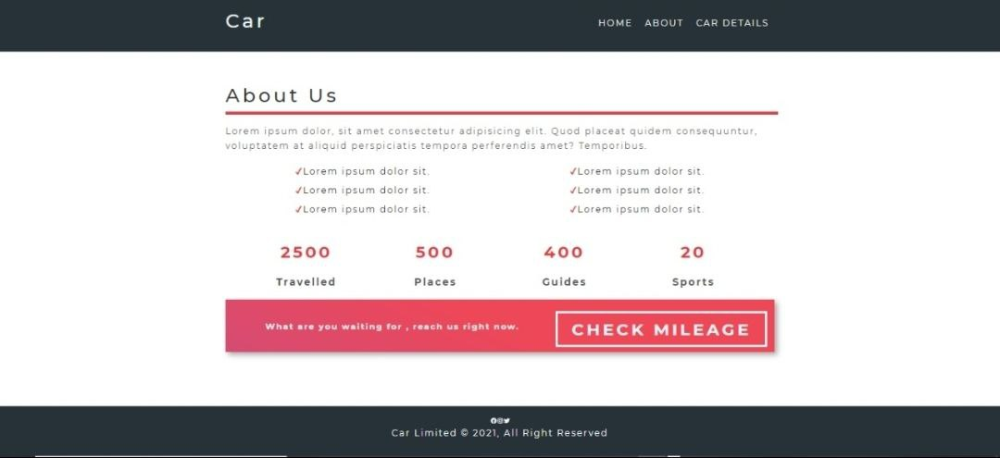 Car
HOME ABOUT CAR DETAILS
About Us
Lorem ipsum dolor, sit amet consectetur adipisicing elit. Quod placeat quidem consequuntur,
voluptatem at aliquid perspiciatis tempora perferendis amet? Temporibus.
✓Lorem ipsum dolor sit. ✓Lorem ipsum dolor sit.
✓Lorem ipsum dolor sit. ✓Lorem ipsum dolor sit.
✓Lorem ipsum dolor sit. ✓Lorem ipsum dolor sit.
2500 500 400 20
Travelled Places Guides Sports
What are you waiting for , reach us right now. CHECK MILEAGE
Car Limited © 2021, All Right Reserved